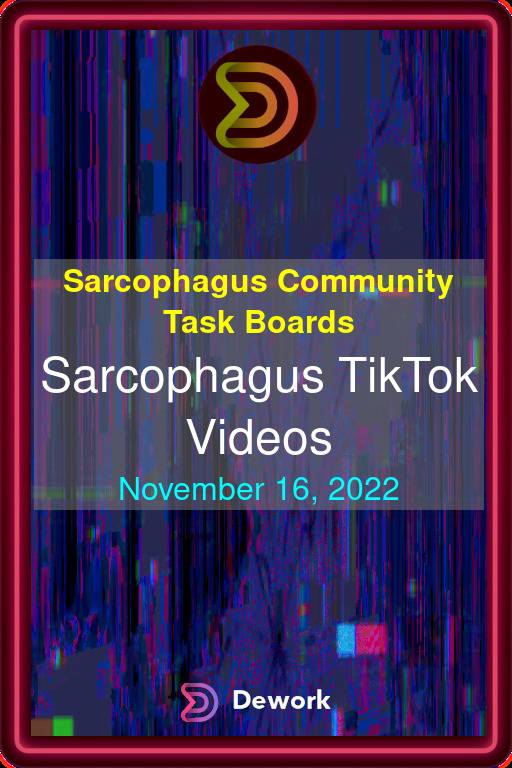 Sarcophagus Community
Task Boards
Sarcophagus TikTok
Videos
November 16, 2022
Dework